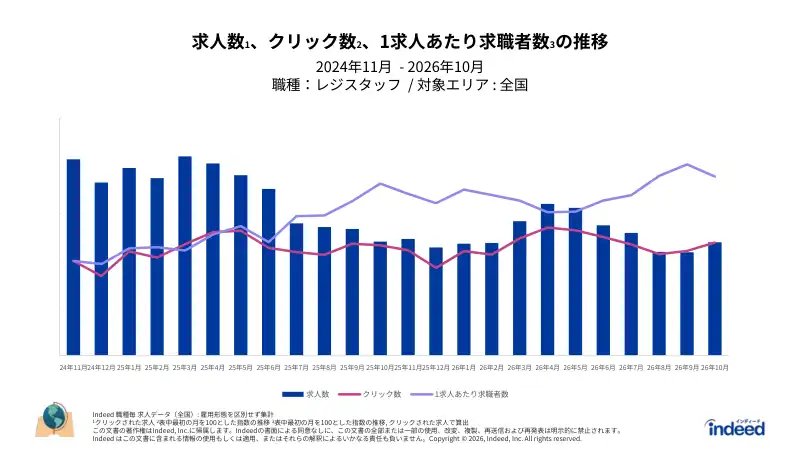 求人数1、クリック数2、1求人あたり求職者数3の推移
2024年11月 - 2026年10月
職種：レジスタッフ / 対象エリア : 全国
24年11月 24年12月 25年1月 25年2月 25年3月 25年4月 25年5月 25年6月 25年7月 25年8月 25年9月 25年10月 25年11月 25年12月 26年1月 26年2月 26年3月 26年4月 26年5月 26年6月 26年7月 26年8月 26年9月 26年10月
求人数 クリック数 1求人あたり求職者数
Indeed 職種毎 求人データ（全国）: 雇用形態を区別せず集計
¹クリックされた求人 ²表中最初の月を100とした指数の推移 ³表中最初の月を100とした指数の推移, クリックされた求人で算出
この文書の著作権はIndeed, Inc.に帰属します。Indeedの書面による同意なしに、この文書の全部または一部の使用、改変、複製、再送信および再発表は明示的に禁止されます。
Indeed はこの文書に含まれる情報の使用もしくは適用、またはそれらの解釈によるいかなる責任も負いません。Copyright © 2026, Indeed, Inc. All rights reserved.
インディード
indeed